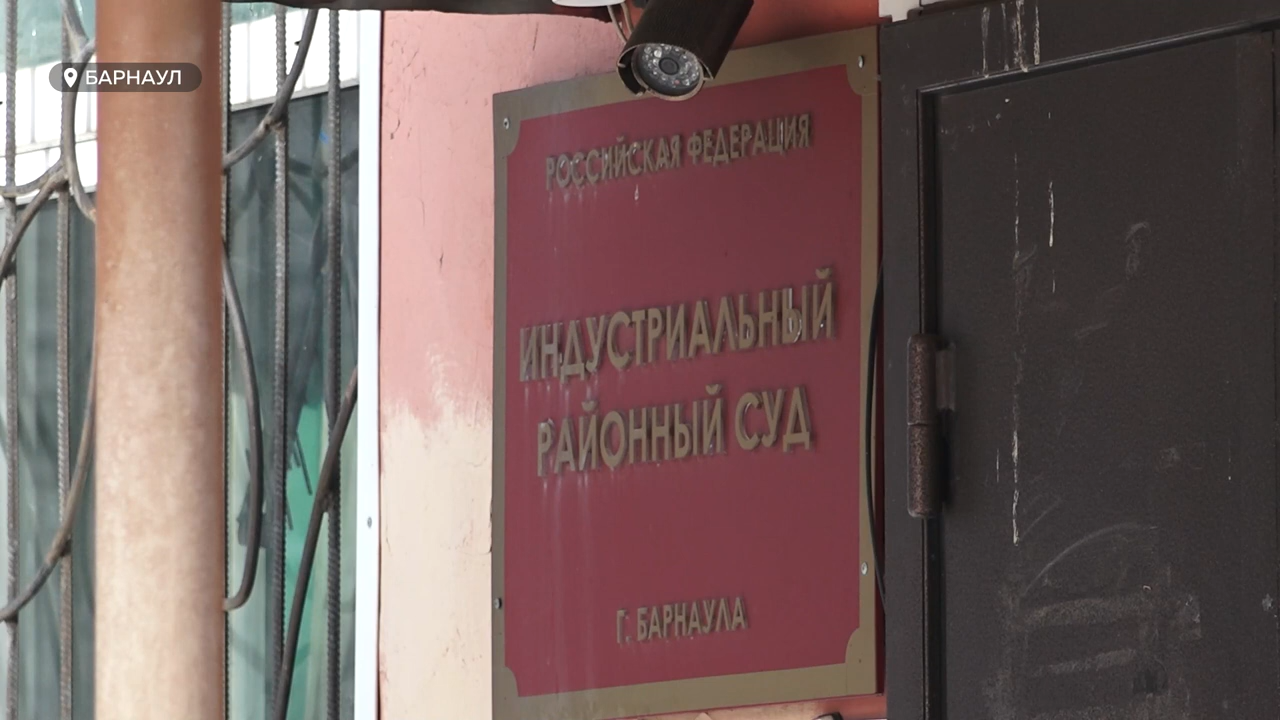 БАРНАУЛ
РОССИЙСКАЯ ФЕДЕРАЦИЯ
ИНДУСТРИАЛЬНЫЙ
РАЙОННЫЙ СУД
Г. БАРНАУЛА